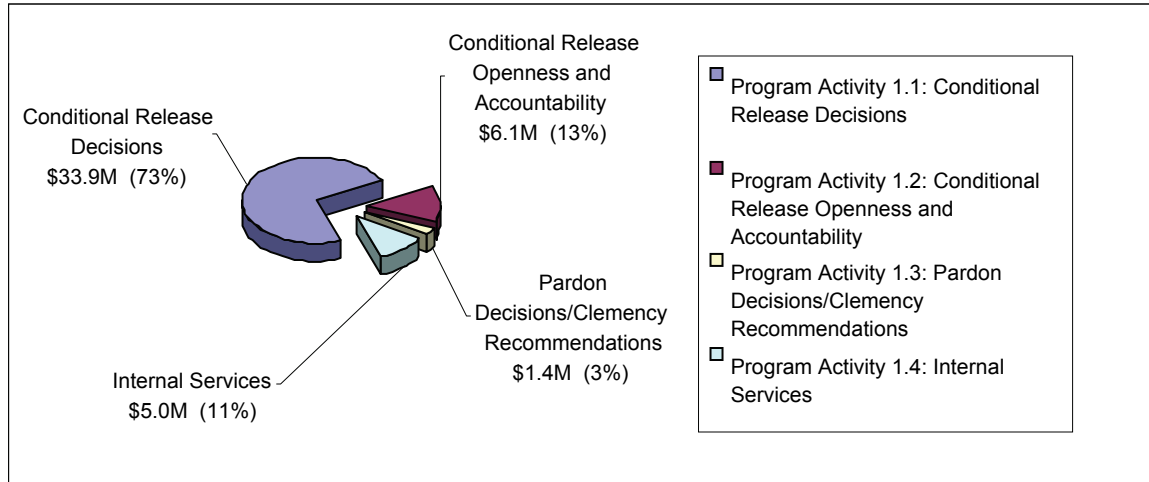 Conditional Release
Openness and
Accountability
$6.1M (13%)
Conditional Release
Decisions
$33.9M (73%)
Pardon
Decisions/Clemency
Recommendations
$1.4M (3%)
Internal Services
$5.0M (11%)
Program Activity 1.1: Conditional
Release Decisions
Program Activity 1.2: Conditional
Release Openness and
Accountability
Program Activity 1.3: Pardon
Decisions/Clemency
Recommendations
Program Activity 1.4: Internal
Services